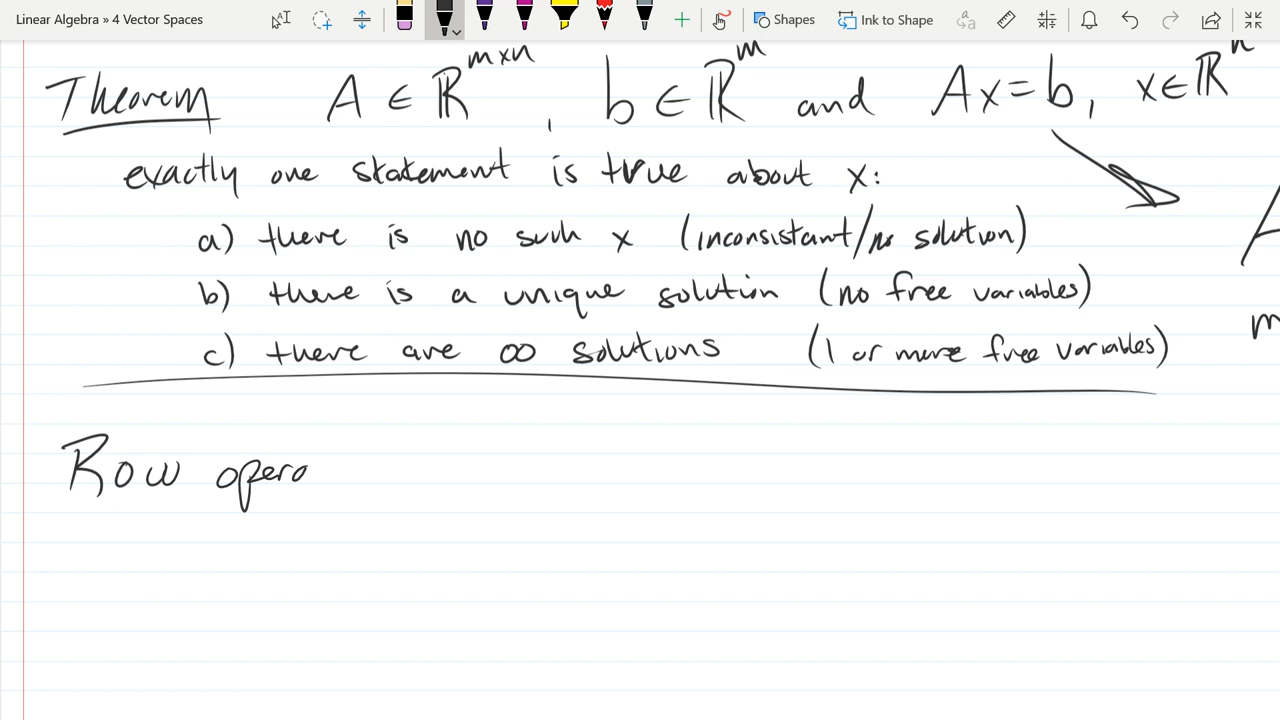 Linear Algebra » 4 Vector Spaces
Shapes
Ink to Shape
Theorem A ∈ ℝ^{m×n}, b ∈ ℝ^m and Ax=b, x∈ℝ^n
exactly one statement is true about x:
a) there is no such x (inconsistant/no solution)
b) there is a unique solution (no free variables)
c) there are ∞ solutions (1 or more free variables)
Row opera